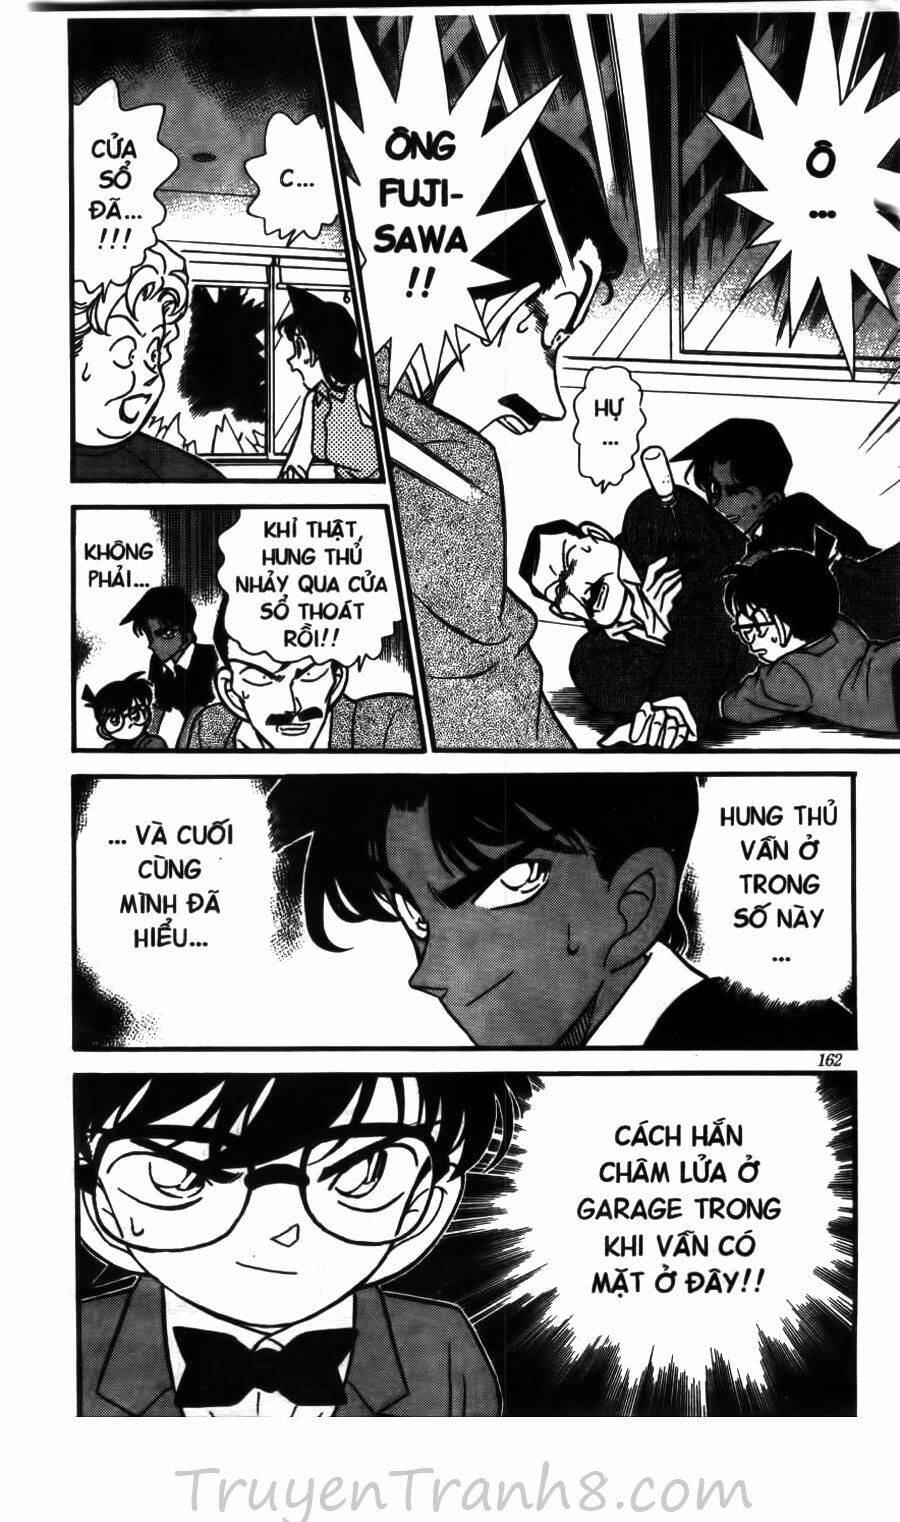 Ô
...
ÔNG
FUJI-
SAWA
!!
HỰ
...
C...
CỬA
SỔ
ĐÃ...
!!!
KHỈ THẬT,
HUNG THỦ
NHẢY QUA CỬA
SỔ THOÁT
RỒI!!
KHÔNG
PHẢI...
HUNG THỦ
VẪN Ở
TRONG
SỐ NÀY
...
... VÀ CUỐI
CÙNG
MÌNH ĐÃ
HIỂU...
162
CÁCH HẮN
CHÂM LỬA Ở
GARAGE TRONG
KHI VẪN CÓ
MẶT Ở ĐÂY!!
TruyenTranh8.com